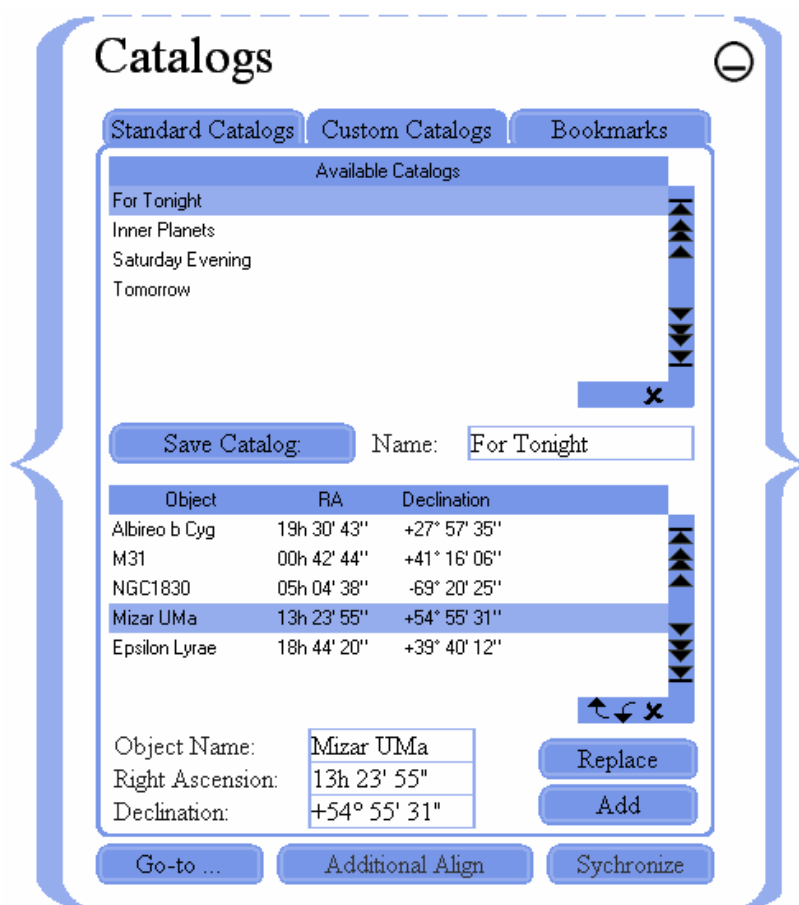 Catalogs
Standard Catalogs Custom Catalogs Bookmarks
Available Catalogs
For Tonight
Inner Planets
Saturday Evening
Tomorrow
Save Catalog: Name: For Tonight
Object RA Declination
Albireo b Cyg 19h 30' 43'' +27° 57' 35''
M31 00h 42' 44'' +41° 16' 06''
NGC1830 05h 04' 38'' -69° 20' 25''
Mizar UMa 13h 23' 55'' +54° 55' 31''
Epsilon Lyrae 18h 44' 20'' +39° 40' 12''
Object Name: Mizar UMa
Replace
Right Ascension: 13h 23' 55"
Declination: +54° 55' 31"
Add
Go-to ... Additional Align Sychronize